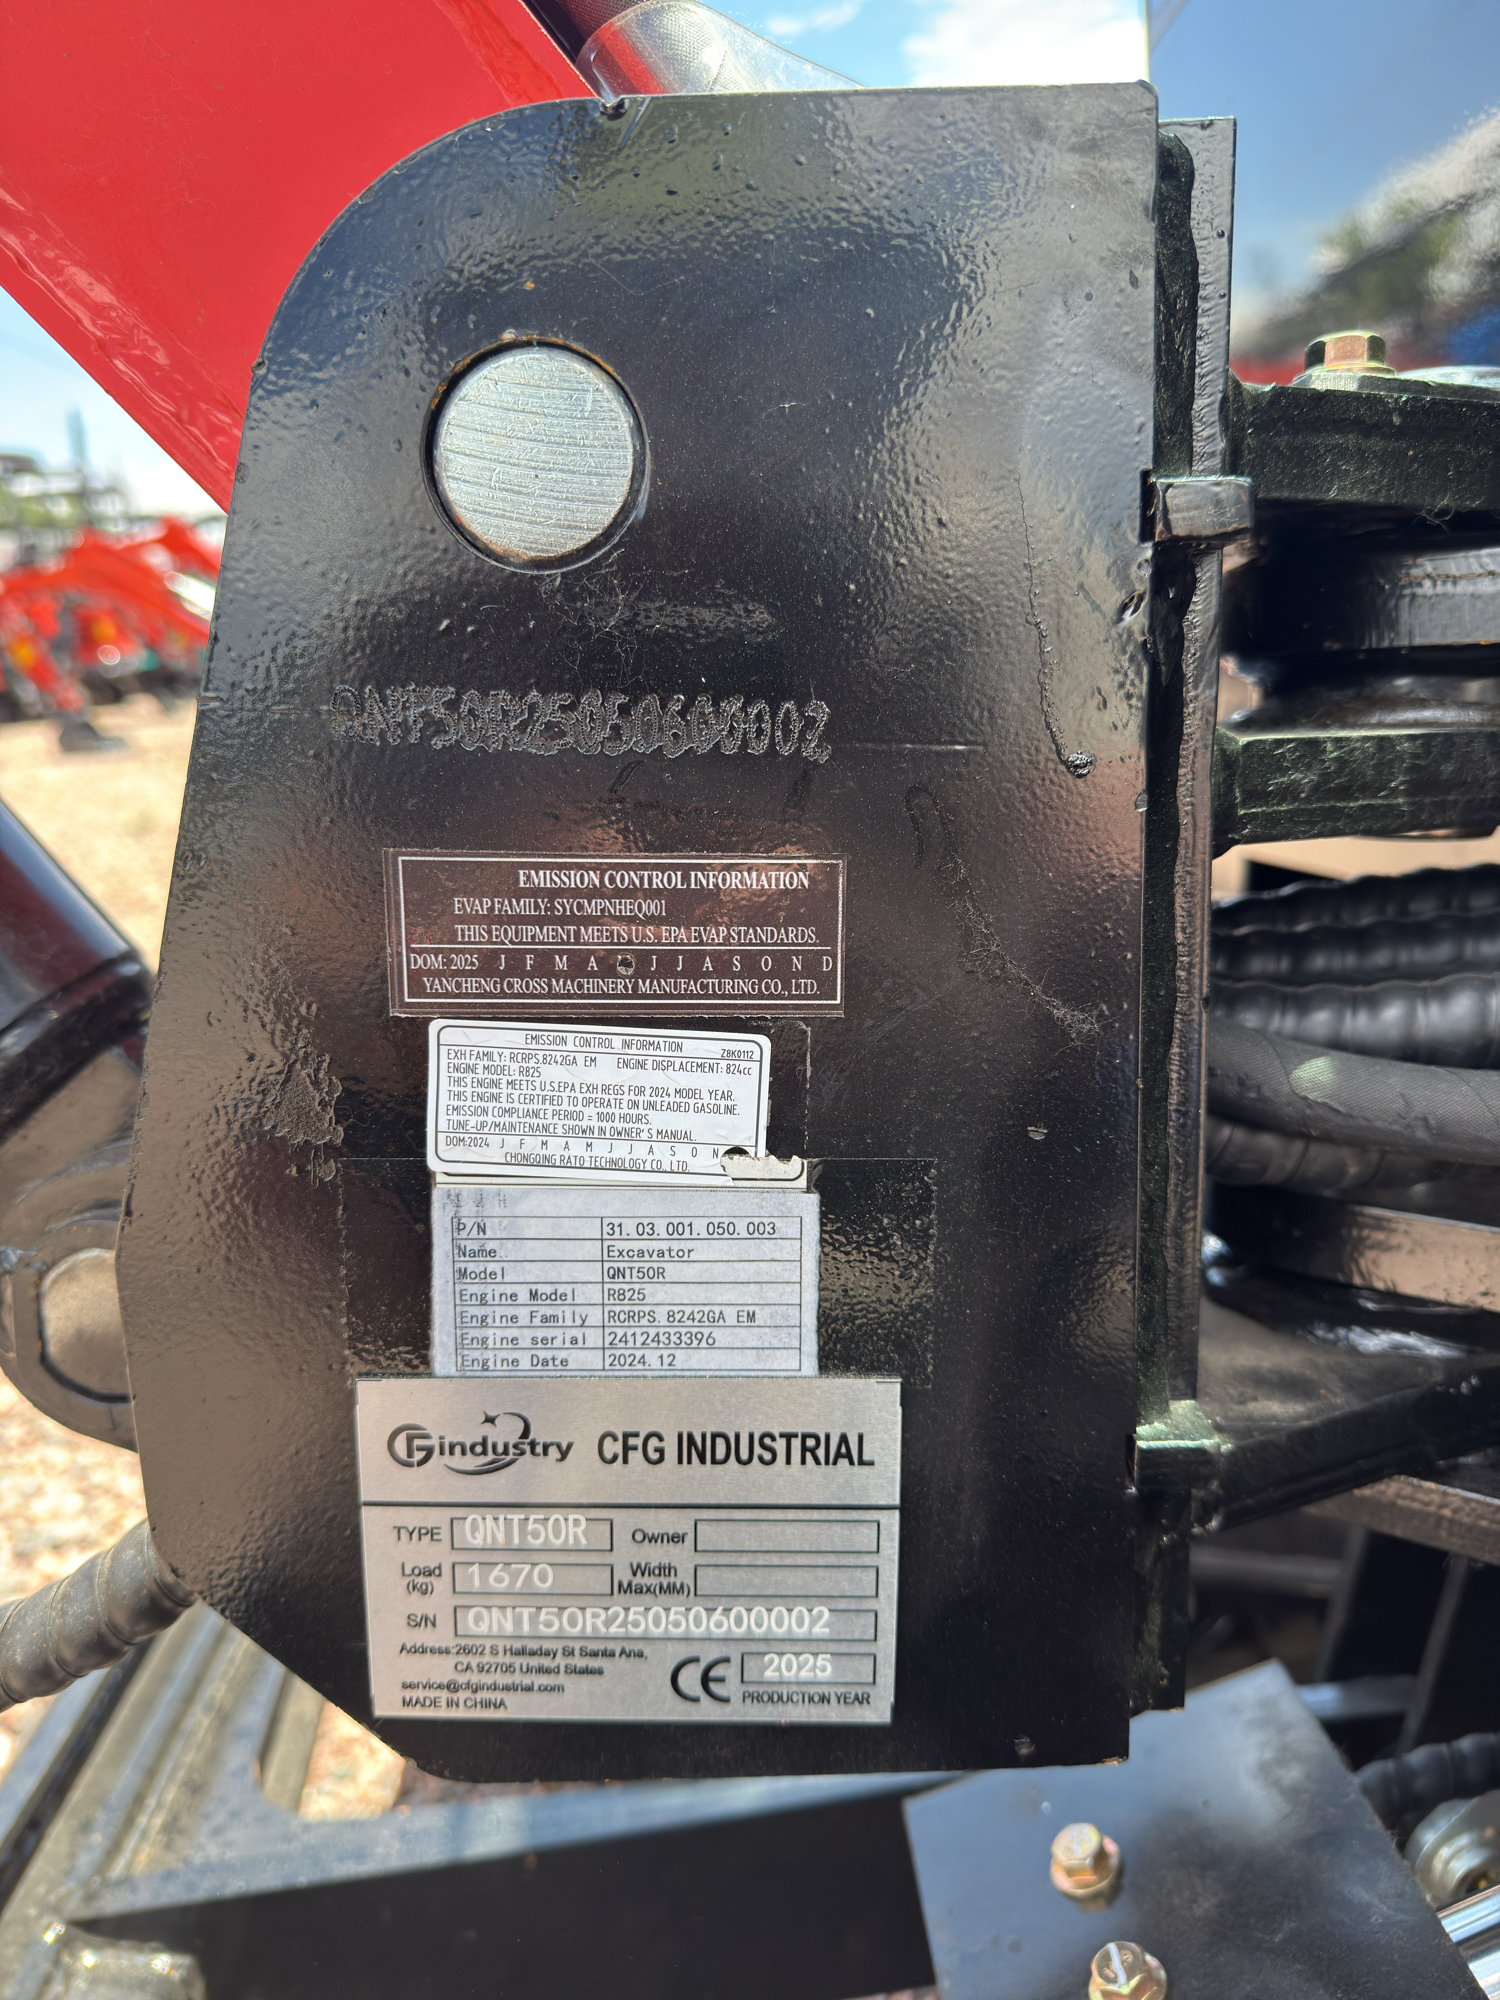 QNT50R25050600002
EMISSION CONTROL INFORMATION
EVAP FAMILY: SYCMPNHEQ001
THIS EQUIPMENT MEETS U.S. EPA EVAP STANDARDS.
DOM: 2025 J F M A J J A S O N D
YANCHENG CROSS MACHINERY MANUFACTURING CO., LTD.
EMISSION CONTROL INFORMATION Z8K0112
EXH FAMILY: RCRPS.8242GA EM ENGINE DISPLACEMENT: 824cc
ENGINE MODEL: R825
THIS ENGINE MEETS U.S.EPA EXH REGS FOR 2024 MODEL YEAR.
THIS ENGINE IS CERTIFIED TO OPERATE ON UNLEADED GASOLINE.
EMISSION COMPLIANCE PERIOD = 1000 HOURS.
TUNE-UP/MAINTENANCE SHOWN IN OWNER'S MANUAL.
DOM:2024 J F M A M J J A S O N
CHONGQING RATO TECHNOLOGY CO., LTD.
P/N 31.03.001.050.003
Name Excavator
Model QNT50R
Engine Model R825
Engine Family RCRPS.8242GA EM
Engine serial 2412433396
Engine Date 2024.12
CFG industry CFG INDUSTRIAL
TYPE QNT50R Owner
Load (kg) 1670 Width Max(MM)
S/N QNT50R25050600002
Address:2602 S Halladay St Santa Ana,
CA 92705 United States
service@cfgindustrial.com
MADE IN CHINA
CE 2025
PRODUCTION YEAR